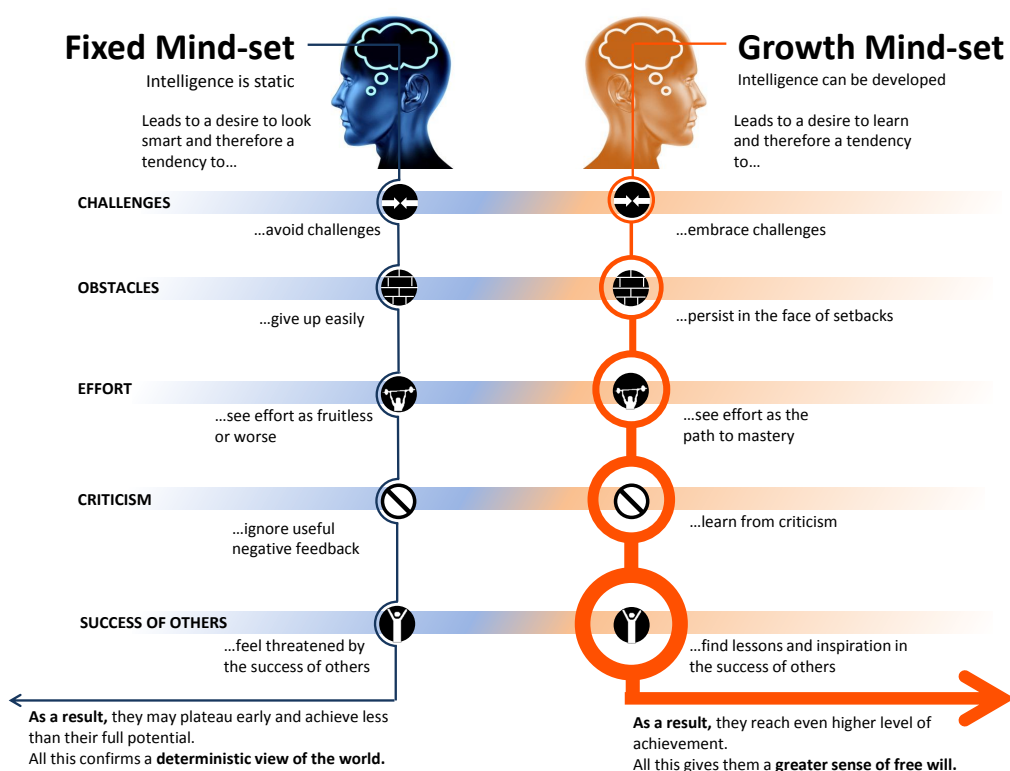 Fixed Mind-set
Intelligence is static
Leads to a desire to look
smart and therefore a
tendency to…
Growth Mind-set
Intelligence can be developed
Leads to a desire to learn
and therefore a tendency
to…
CHALLENGES
…avoid challenges
…embrace challenges
OBSTACLES
…give up easily
…persist in the face of setbacks
EFFORT
…see effort as fruitless
or worse
…see effort as the
path to mastery
CRITICISM
…ignore useful
negative feedback
…learn from criticism
SUCCESS OF OTHERS
…feel threatened by
the success of others
…find lessons and inspiration in
the success of others
As a result, they may plateau early and achieve less
than their full potential.
All this confirms a deterministic view of the world.
As a result, they reach even higher level of
achievement.
All this gives them a greater sense of free will.